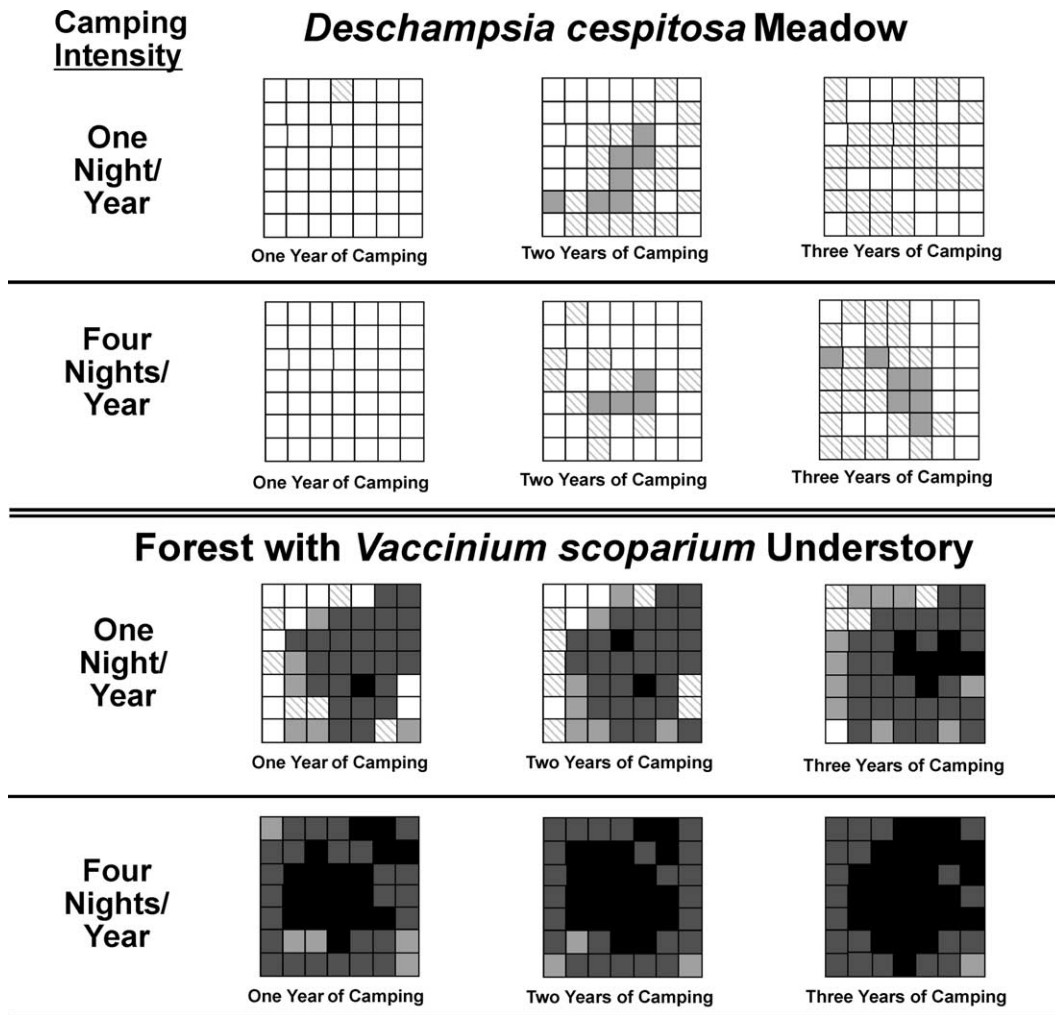 Camping
Intensity
Deschampsia cespitosa Meadow
One
Night/
Year
One Year of Camping
Two Years of Camping
Three Years of Camping
Four
Nights/
Year
One Year of Camping
Two Years of Camping
Three Years of Camping
Forest with Vaccinium scoparium Understory
One
Night/
Year
One Year of Camping
Two Years of Camping
Three Years of Camping
Four
Nights/
Year
One Year of Camping
Two Years of Camping
Three Years of Camping